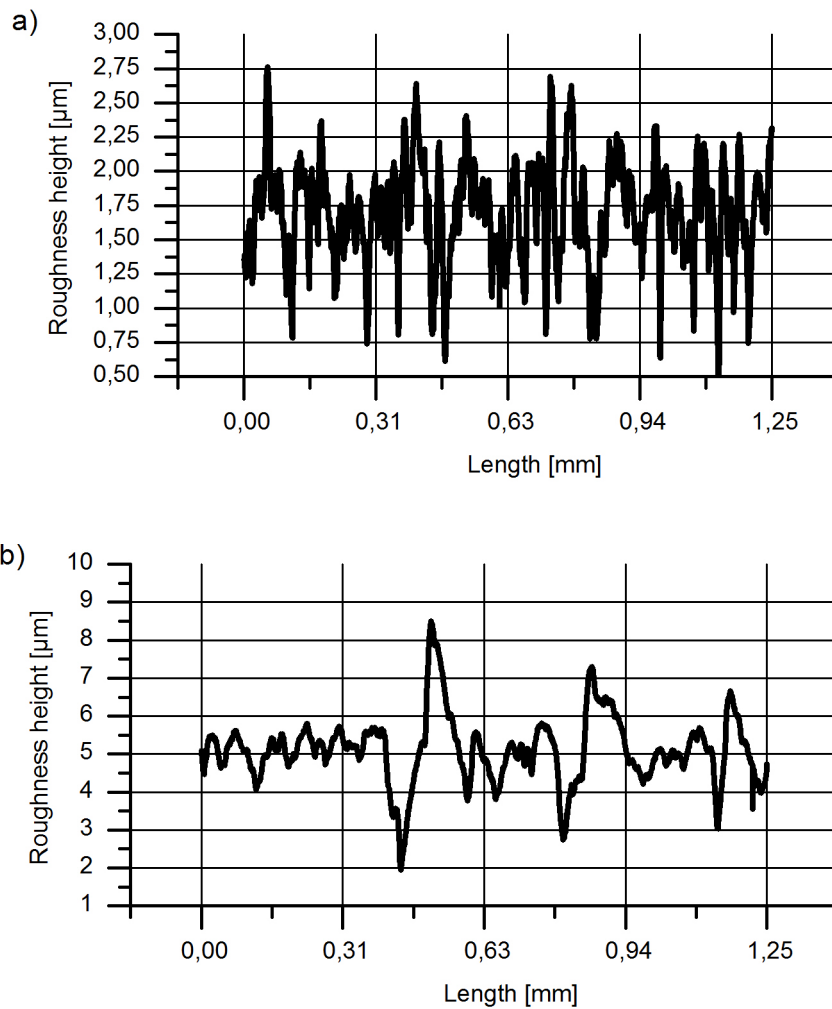 a)
3,00
2,75
2,50
2,25
2,00
1,75
1,50
1,25
1,00
0,75
0,50
Roughness height [µm]
0,00 0,31 0,63 0,94 1,25
Length [mm]
b)
10
9
8
7
6
5
4
3
2
1
Roughness height [µm]
0,00 0,31 0,63 0,94 1,25
Length [mm]